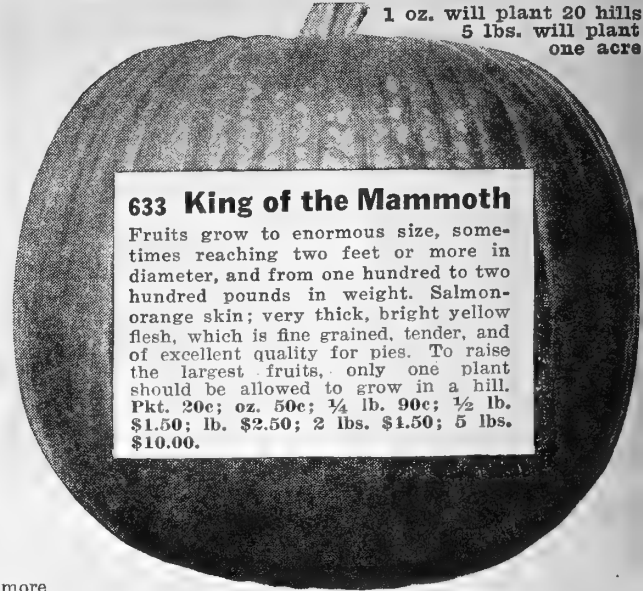 1 oz. will plant 20 hills
5 lbs. will plant
one acre
633 King of the Mammoth
Fruits grow to enormous size, some-
times reaching two feet or more in
diameter, and from one hundred to two
hundred pounds in weight. Salmon-
orange skin; very thick, bright yellow
flesh, which is fine grained, tender, and
of excellent quality for pies. To raise
the largest fruits, only one plant
should be allowed to grow in a hill.
Pkt. 20c; oz. 50c; ¼ lb. 90c; ½ lb.
$1.50; lb. $2.50; 2 lbs. $4.50; 5 lbs.
$10.00.
more